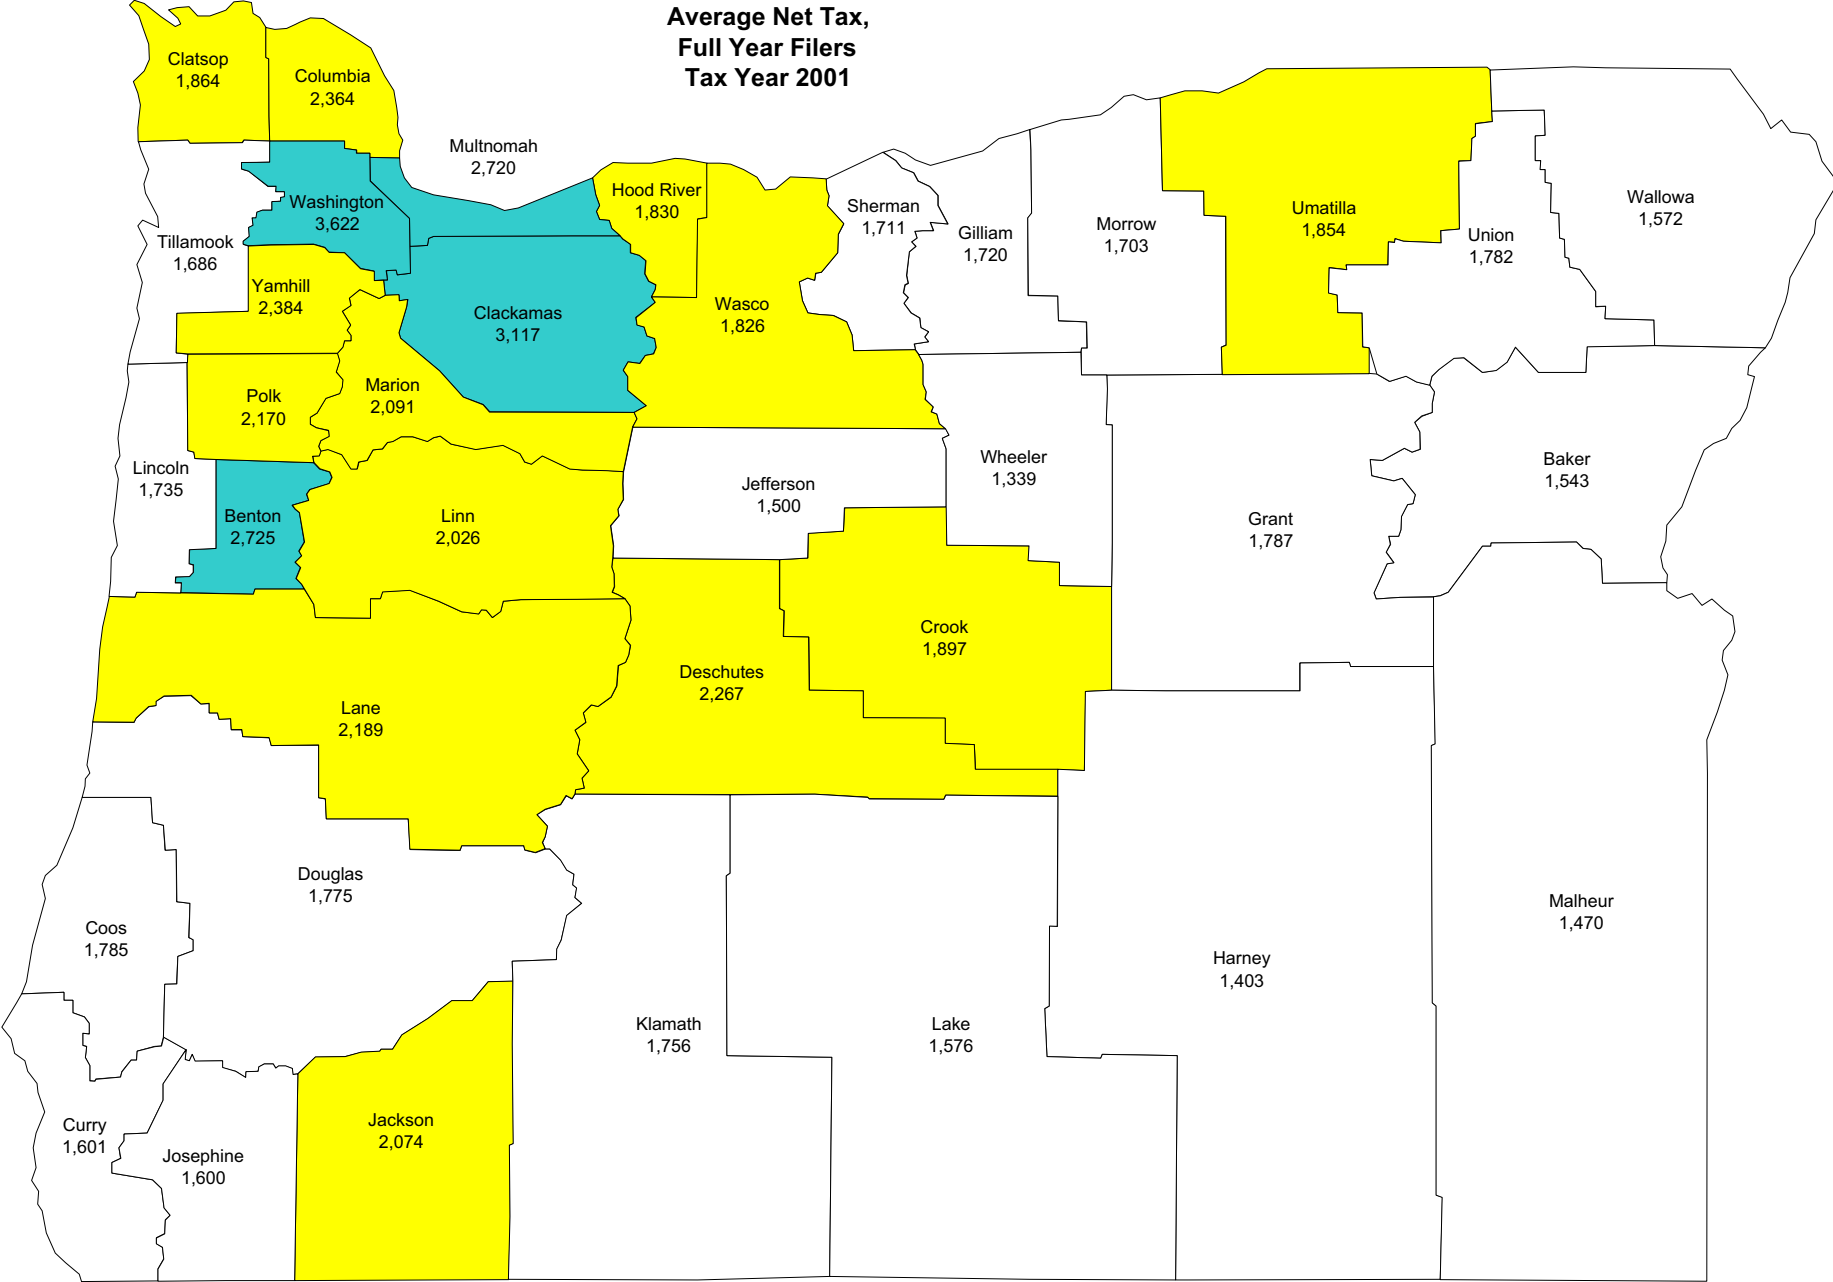 Average Net Tax,
Full Year Filers
Tax Year 2001
Clatsop
1,864
Columbia
2,364
Multnomah
2,720
Washington
3,622
Hood River
1,830
Sherman
1,711
Gilliam
1,720
Morrow
1,703
Umatilla
1,854
Union
1,782
Wallowa
1,572
Tillamook
1,686
Yamhill
2,384
Clackamas
3,117
Wasco
1,826
Polk
2,170
Marion
2,091
Lincoln
1,735
Benton
2,725
Linn
2,026
Jefferson
1,500
Wheeler
1,339
Grant
1,787
Baker
1,543
Crook
1,897
Deschutes
2,267
Lane
2,189
Douglas
1,775
Coos
1,785
Malheur
1,470
Harney
1,403
Klamath
1,756
Lake
1,576
Curry
1,601
Josephine
1,600
Jackson
2,074